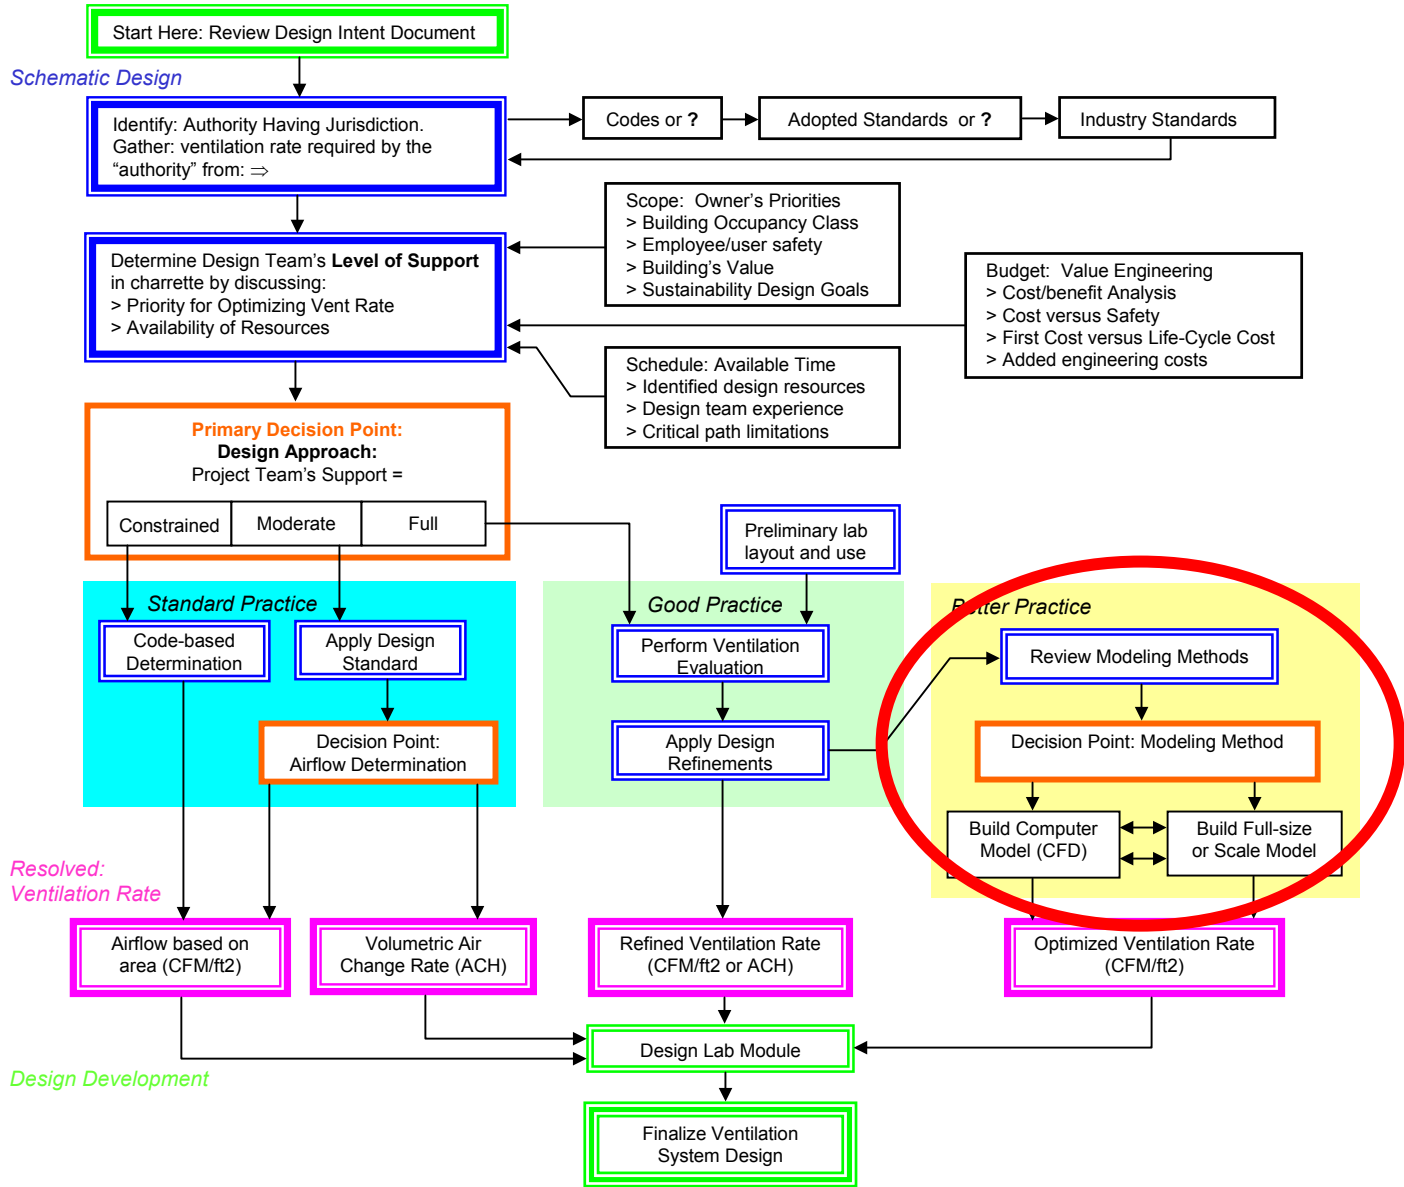 Start Here: Review Design Intent Document
Schematic Design
Identify: Authority Having Jurisdiction.
Gather: ventilation rate required by the
“authority” from: ⇒
Codes or ?
Adopted Standards or ?
Industry Standards
Scope: Owner’s Priorities
> Building Occupancy Class
> Employee/user safety
> Building’s Value
> Sustainability Design Goals
Determine Design Team’s Level of Support
in charrette by discussing:
> Priority for Optimizing Vent Rate
> Availability of Resources
Budget: Value Engineering
> Cost/benefit Analysis
> Cost versus Safety
> First Cost versus Life-Cycle Cost
> Added engineering costs
Schedule: Available Time
> Identified design resources
> Design team experience
> Critical path limitations
Primary Decision Point:
Design Approach:
Project Team’s Support =
Constrained
Moderate
Full
Preliminary lab
layout and use
Standard Practice
Good Practice
Better Practice
Code-based
Determination
Apply Design
Standard
Perform Ventilation
Evaluation
Review Modeling Methods
Decision Point:
Airflow Determination
Apply Design
Refinements
Decision Point: Modeling Method
Build Computer
Model (CFD)
Build Full-size
or Scale Model
Resolved:
Ventilation Rate
Airflow based on
area (CFM/ft2)
Volumetric Air
Change Rate (ACH)
Refined Ventilation Rate
(CFM/ft2 or ACH)
Optimized Ventilation Rate
(CFM/ft2)
Design Lab Module
Design Development
Finalize Ventilation
System Design